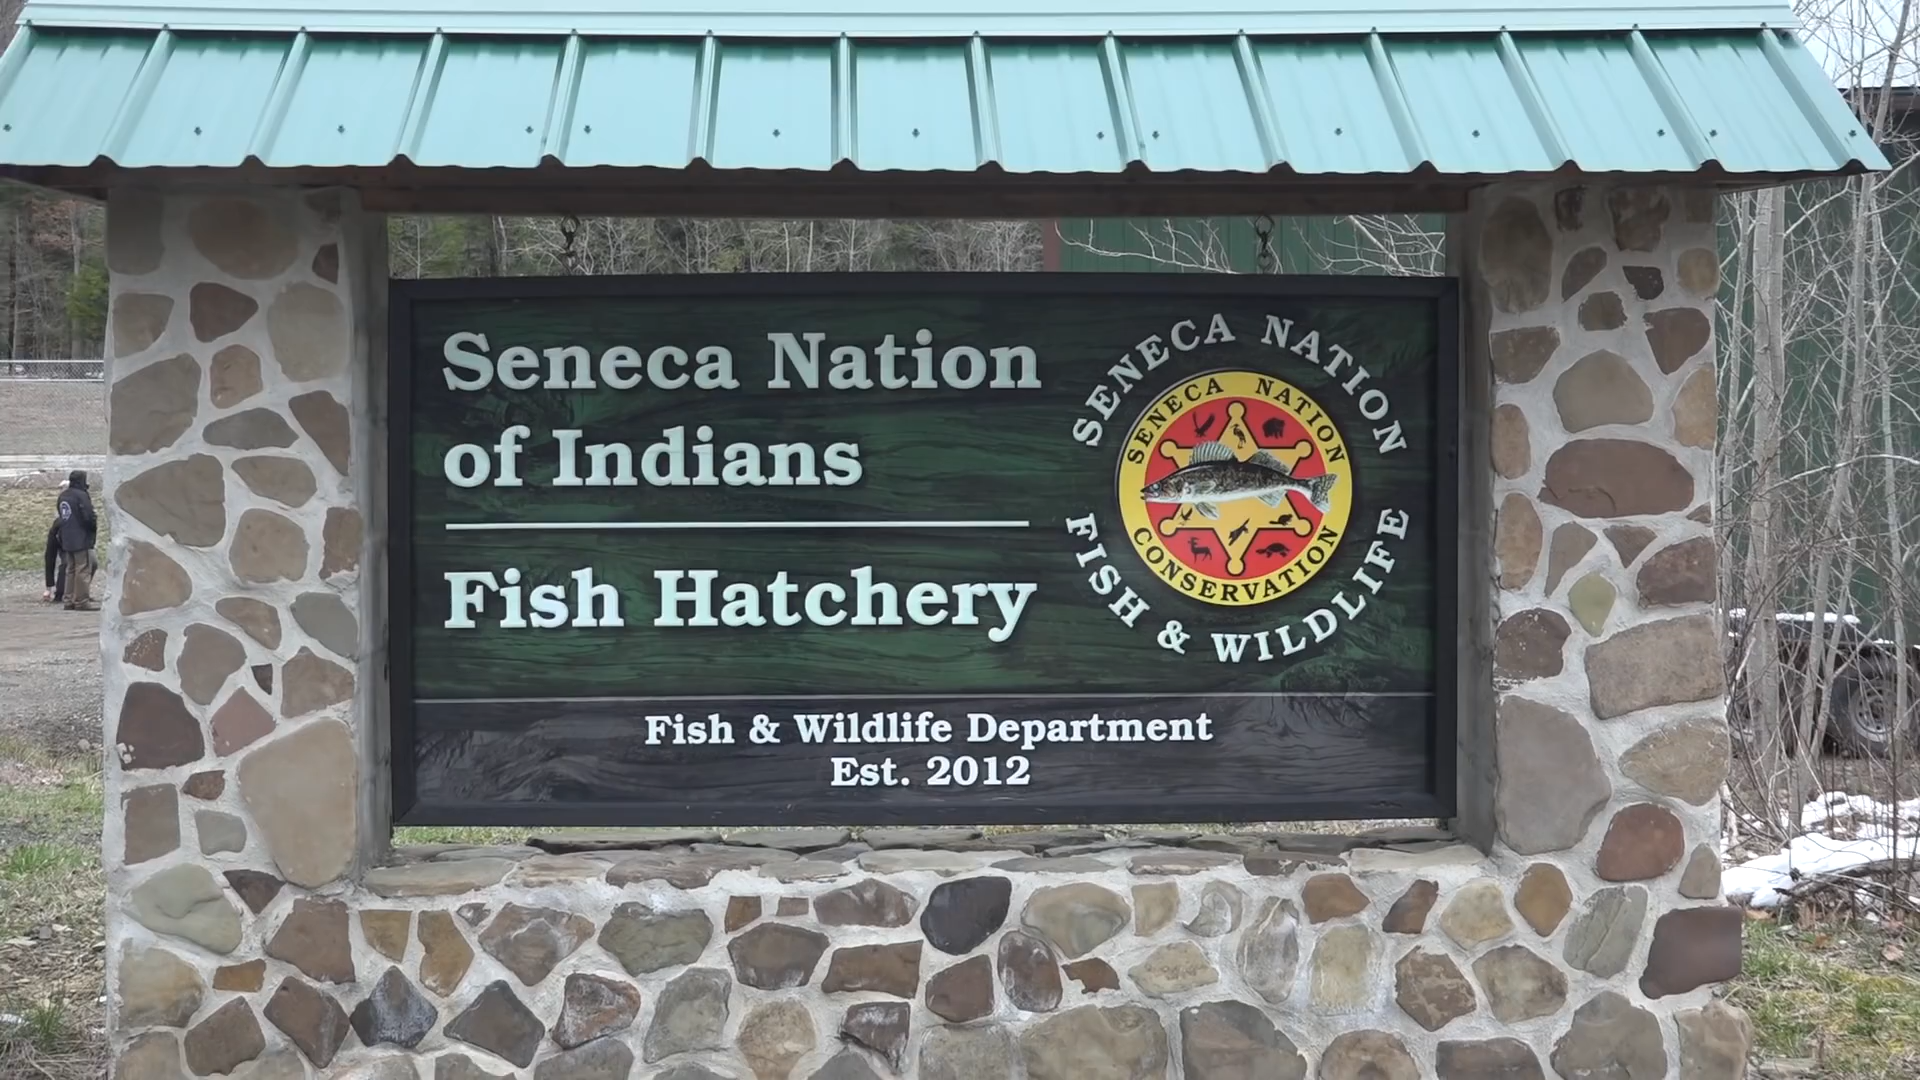 Seneca Nation
of Indians
Fish Hatchery
SENECA NATION
FISH & WILDLIFE
SENECA NATION
CONSERVATION
Fish & Wildlife Department
Est. 2012